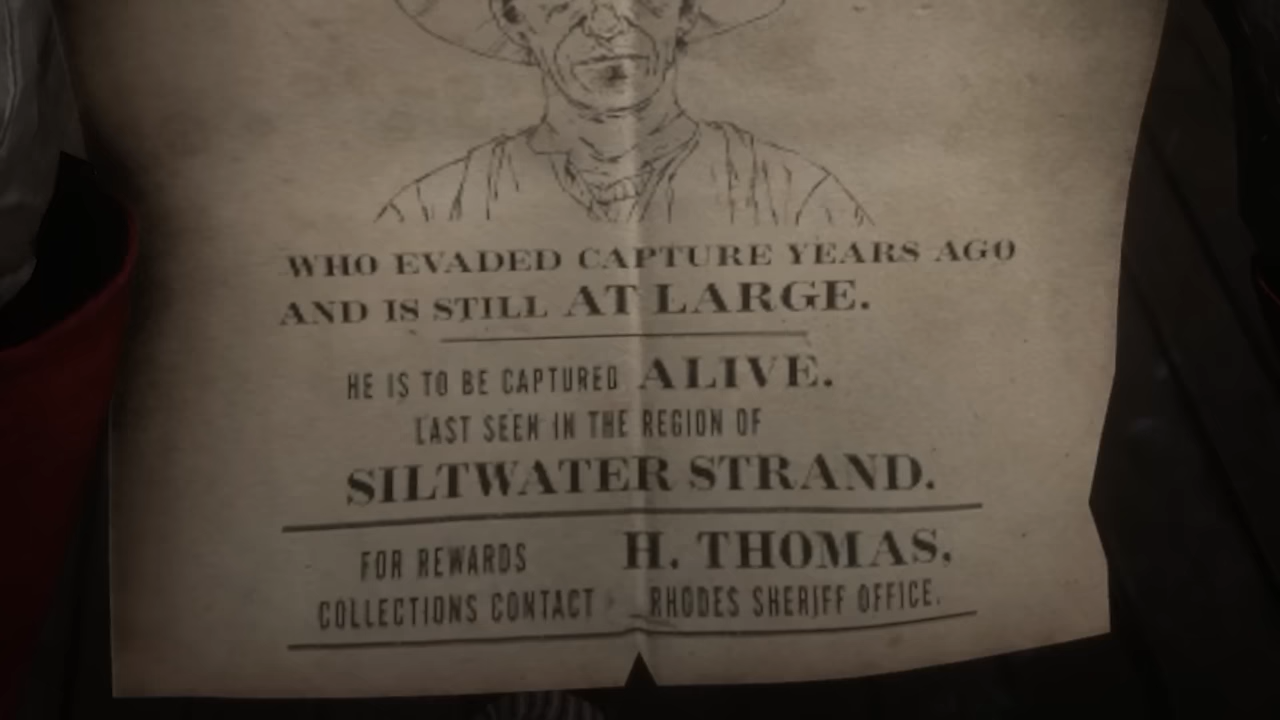 WHO EVADED CAPTURE YEARS AGO
AND IS STILL AT LARGE.
HE IS TO BE CAPTURED ALIVE.
LAST SEEN IN THE REGION OF
SILTWATER STRAND.
FOR REWARDS H. THOMAS,
COLLECTIONS CONTACT RHODES SHERIFF OFFICE.